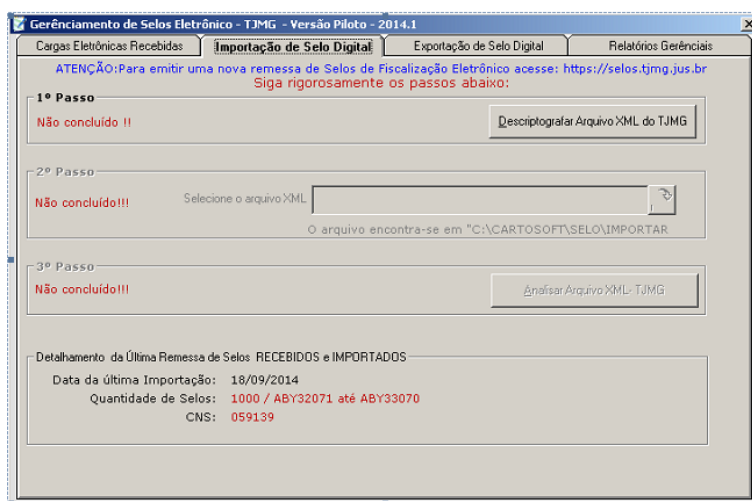 Gerênciamento de Selos Eletrônico - TJMG - Versão Piloto - 2014.1
Cargas Eletrônicas Recebidas
Importação de Selo Digital
Exportação de Selo Digital
Relatórios Gerênciais
ATENÇÃO:Para emitir uma nova remessa de Selos de Fiscalização Eletrônico acesse: https://selos.tjmg.jus.br
Siga rigorosamente os passos abaixo:
1º Passo
Não concluído !!
Descriptografar Arquivo XML do TJMG
2º Passo
Não concluído!!!
Selecione o arquivo XML
O arquivo encontra-se em "C:\CARTOSOFT\SELO\IMPORTAR
3º Passo
Não concluído!!!
Analisar Arquivo XML- TJMG
Detalhamento da Última Remessa de Selos RECEBIDOS e IMPORTADOS
Data da última Importação: 18/09/2014
Quantidade de Selos: 1000 / ABY32071 até ABY33070
CNS: 059139